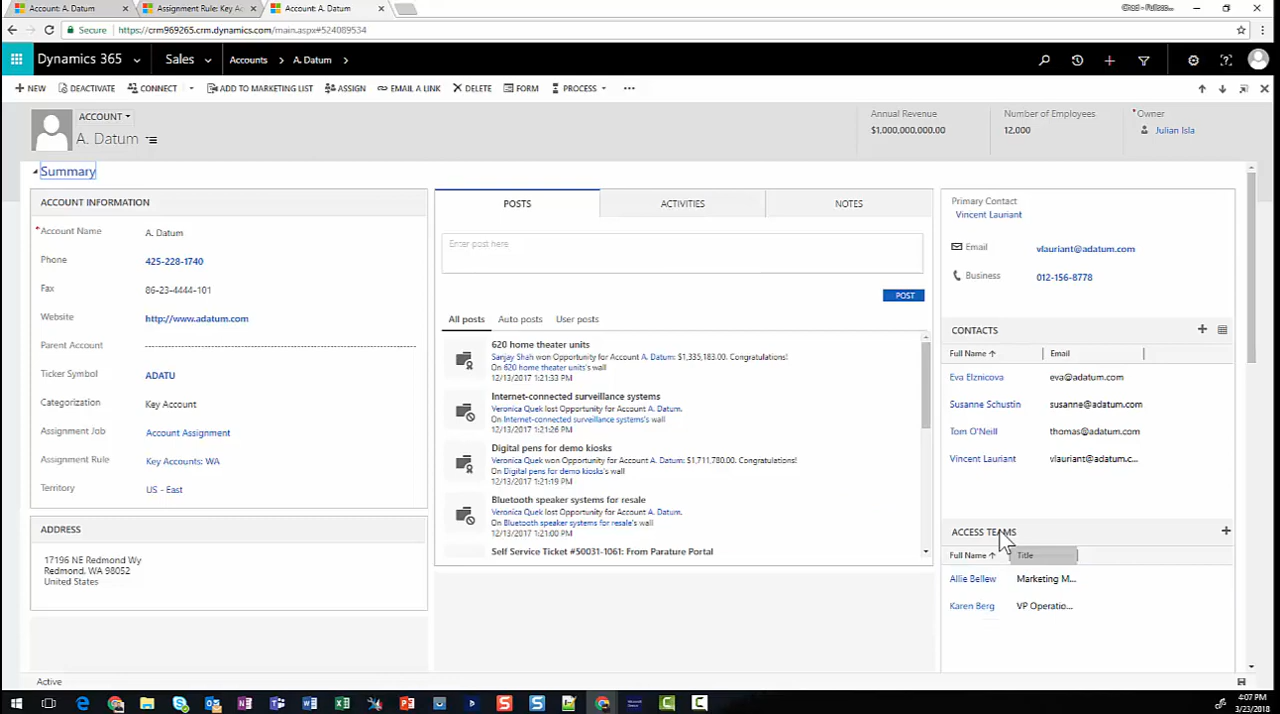 Account: A. Datum
Assignment Rule: Key Ac
Account: A. Datum
Secure https://crm969265.crm.dynamics.com/main.aspx#524089534
Dynamics 365 Sales Accounts > A. Datum >
+ NEW DEACTIVATE CONNECT ADD TO MARKETING LIST ASSIGN EMAIL A LINK DELETE FORM PROCESS ...
ACCOUNT
A. Datum
Annual Revenue
$1,000,000,000.00
Number of Employees
12,000
* Owner
Julian Isla
Summary
ACCOUNT INFORMATION
* Account Name A. Datum
Phone 425-228-1740
Fax 86-23-4444-101
Website http://www.adatum.com
Parent Account
Ticker Symbol ADATU
Categorization Key Account
Assignment Job Account Assignment
Assignment Rule Key Accounts: WA
Territory US - East
ADDRESS
17196 NE Redmond Wy
Redmond, WA 98052
United States
POSTS ACTIVITIES NOTES
Enter post here
POST
All posts Auto posts User posts
620 home theater units
Sanjay Shah won Opportunity for Account A. Datum: $1,335,183.00. Congratulations!
On 620 home theater units's wall
12/13/2017 1:21:33 PM
Internet-connected surveillance systems
Veronica Quek lost Opportunity for Account A. Datum.
On Internet-connected surveillance systems's wall
12/13/2017 1:21:26 PM
Digital pens for demo kiosks
Veronica Quek won Opportunity for Account A. Datum: $1,711,780.00. Congratulations!
On Digital pens for demo kiosks's wall
12/13/2017 1:21:19 PM
Bluetooth speaker systems for resale
Veronica Quek lost Opportunity for Account A. Datum.
On Bluetooth speaker systems for resale's wall
12/13/2017 1:21:00 PM
Self Service Ticket #50031-1061: From Parature Portal
Primary Contact
Vincent Lauriant
Email vlauriant@adatum.com
Business 012-156-8778
CONTACTS
Full Name ↑ Email
Eva Elznicova eva@adatum.com
Susanne Schustin susanne@adatum.com
Tom O'Neill thomas@adatum.com
Vincent Lauriant vlauriant@adatum.c...
ACCESS TEAMS
Full Name ↑ Title
Allie Bellew Marketing M...
Karen Berg VP Operatio...
Active
4:07 PM
3/23/2018